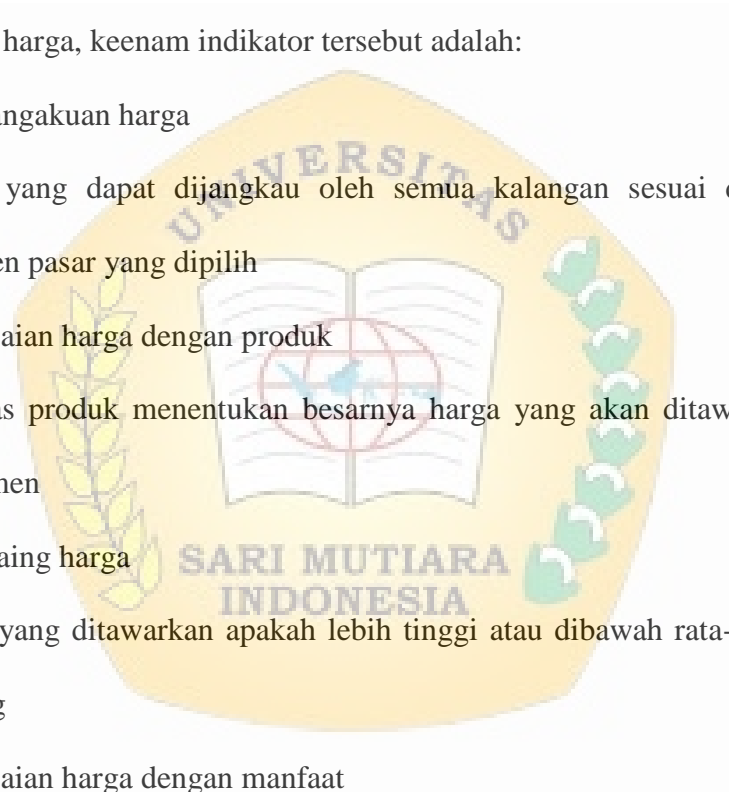 harga, keenam indikator tersebut adalah:
angakuan harga
yang dapat dijangkau oleh semua kalangan sesuai
en pasar yang dipilih
aian harga dengan produk
as produk menentukan besarnya harga yang akan ditaw
men
aing harga
yang ditawarkan apakah lebih tinggi atau dibawah rata-
g
aian harga dengan manfaat
UNIVERSITAS
SARI MUTIARA
INDONESIA